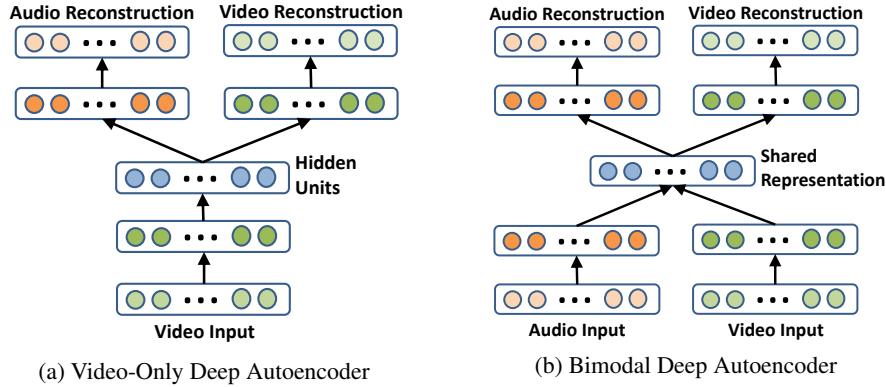 Audio Reconstruction Video Reconstruction
Hidden
Units
Video Input
(a) Video-Only Deep Autoencoder
Audio Reconstruction Video Reconstruction
Shared
Representation
Audio Input Video Input
(b) Bimodal Deep Autoencoder